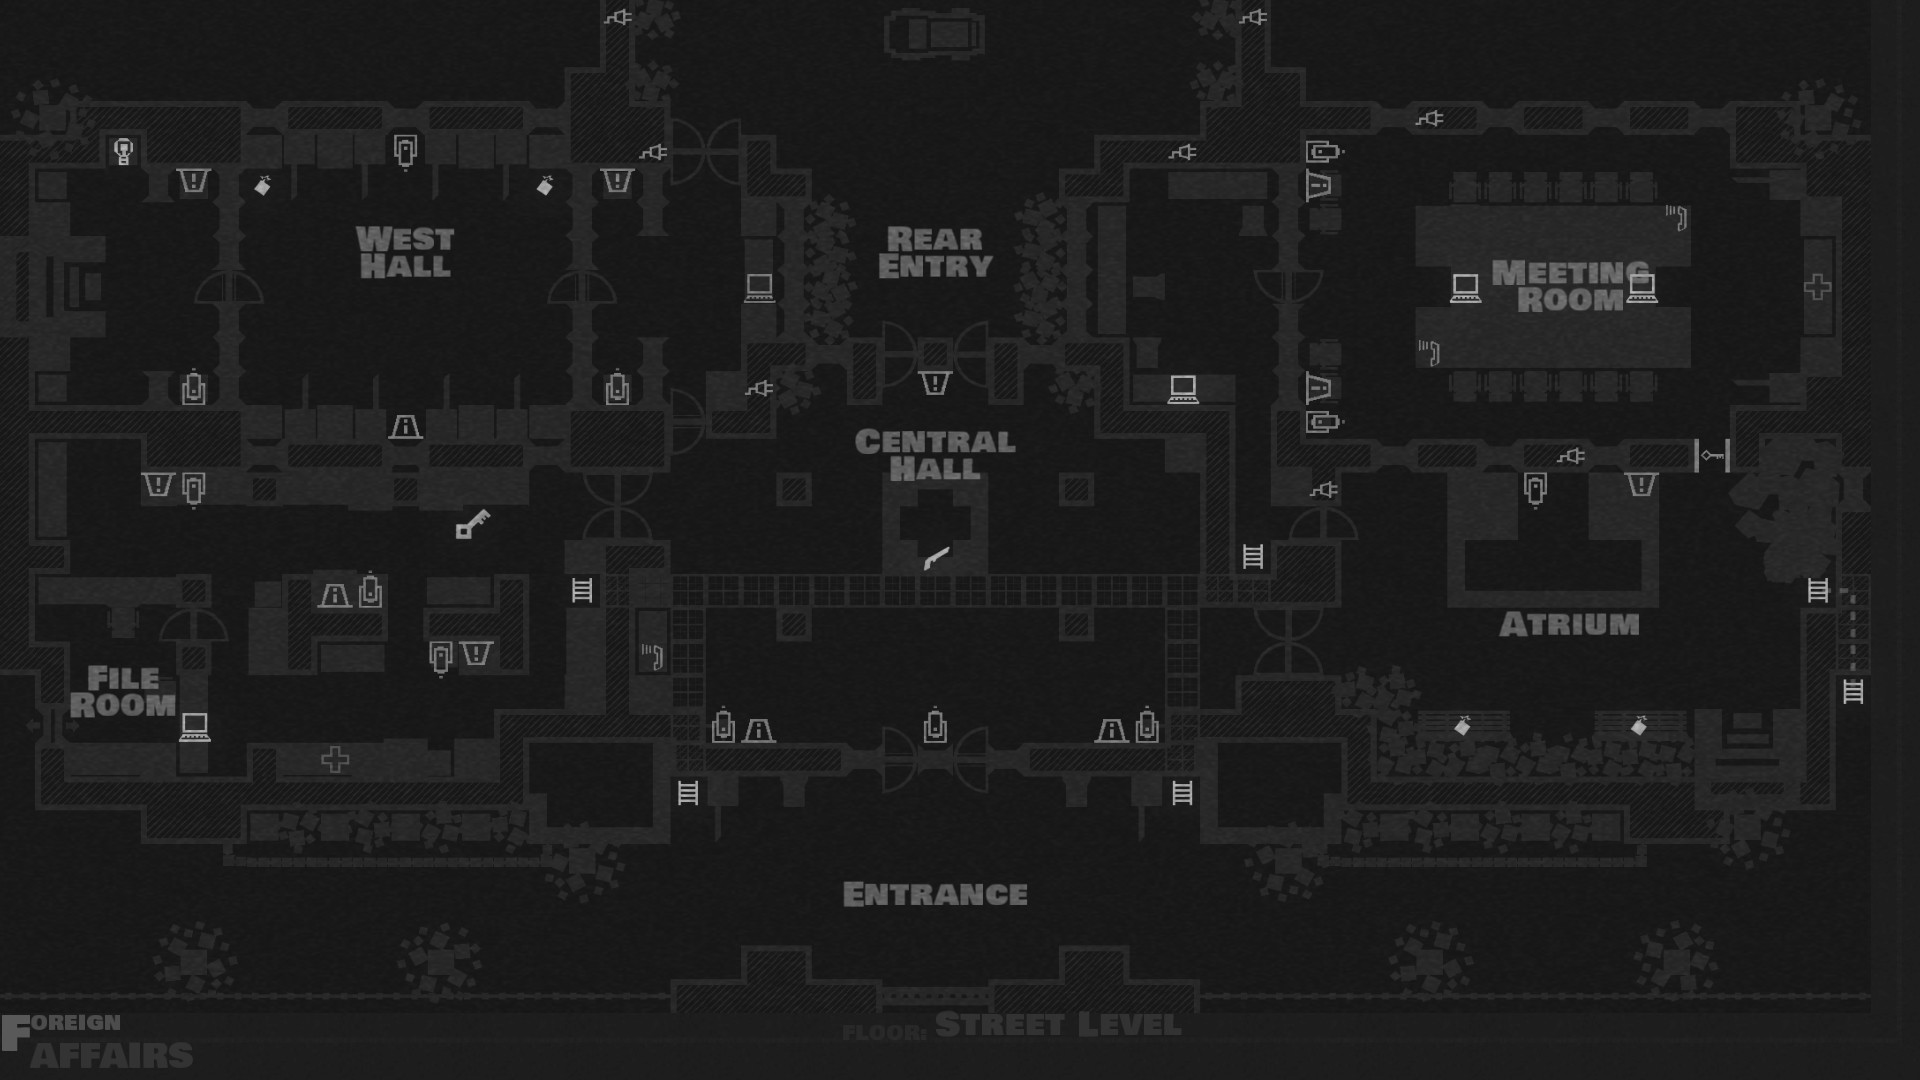 WEST
HALL
REAR
ENTRY
MEETING
ROOM
CENTRAL
HALL
ATRIUM
FILE
ROOM
ENTRANCE
FOREIGN
AFFAIRS
FLOOR: STREET LEVEL